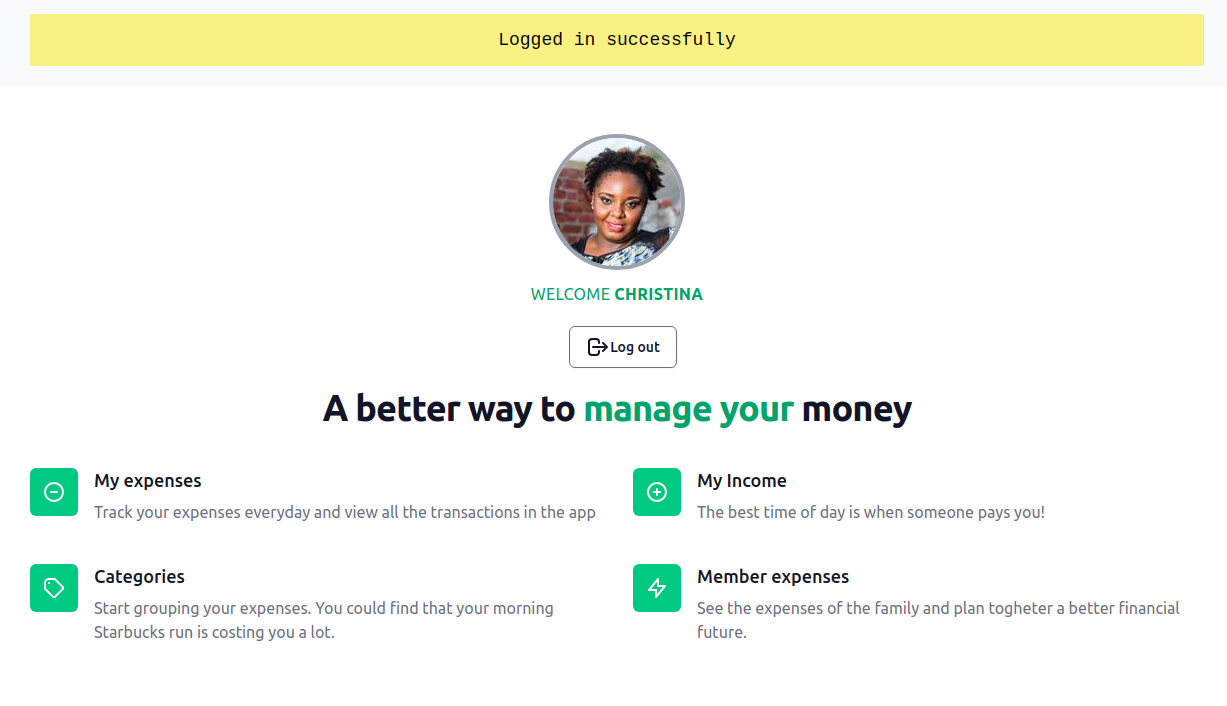 Logged in successfully
WELCOME CHRISTINA
Log out
A better way to manage your money
My expenses
Track your expenses everyday and view all the transactions in the app
My Income
The best time of day is when someone pays you!
Categories
Start grouping your expenses. You could find that your morning
Starbucks run is costing you a lot.
Member expenses
See the expenses of the family and plan togheter a better financial
future.